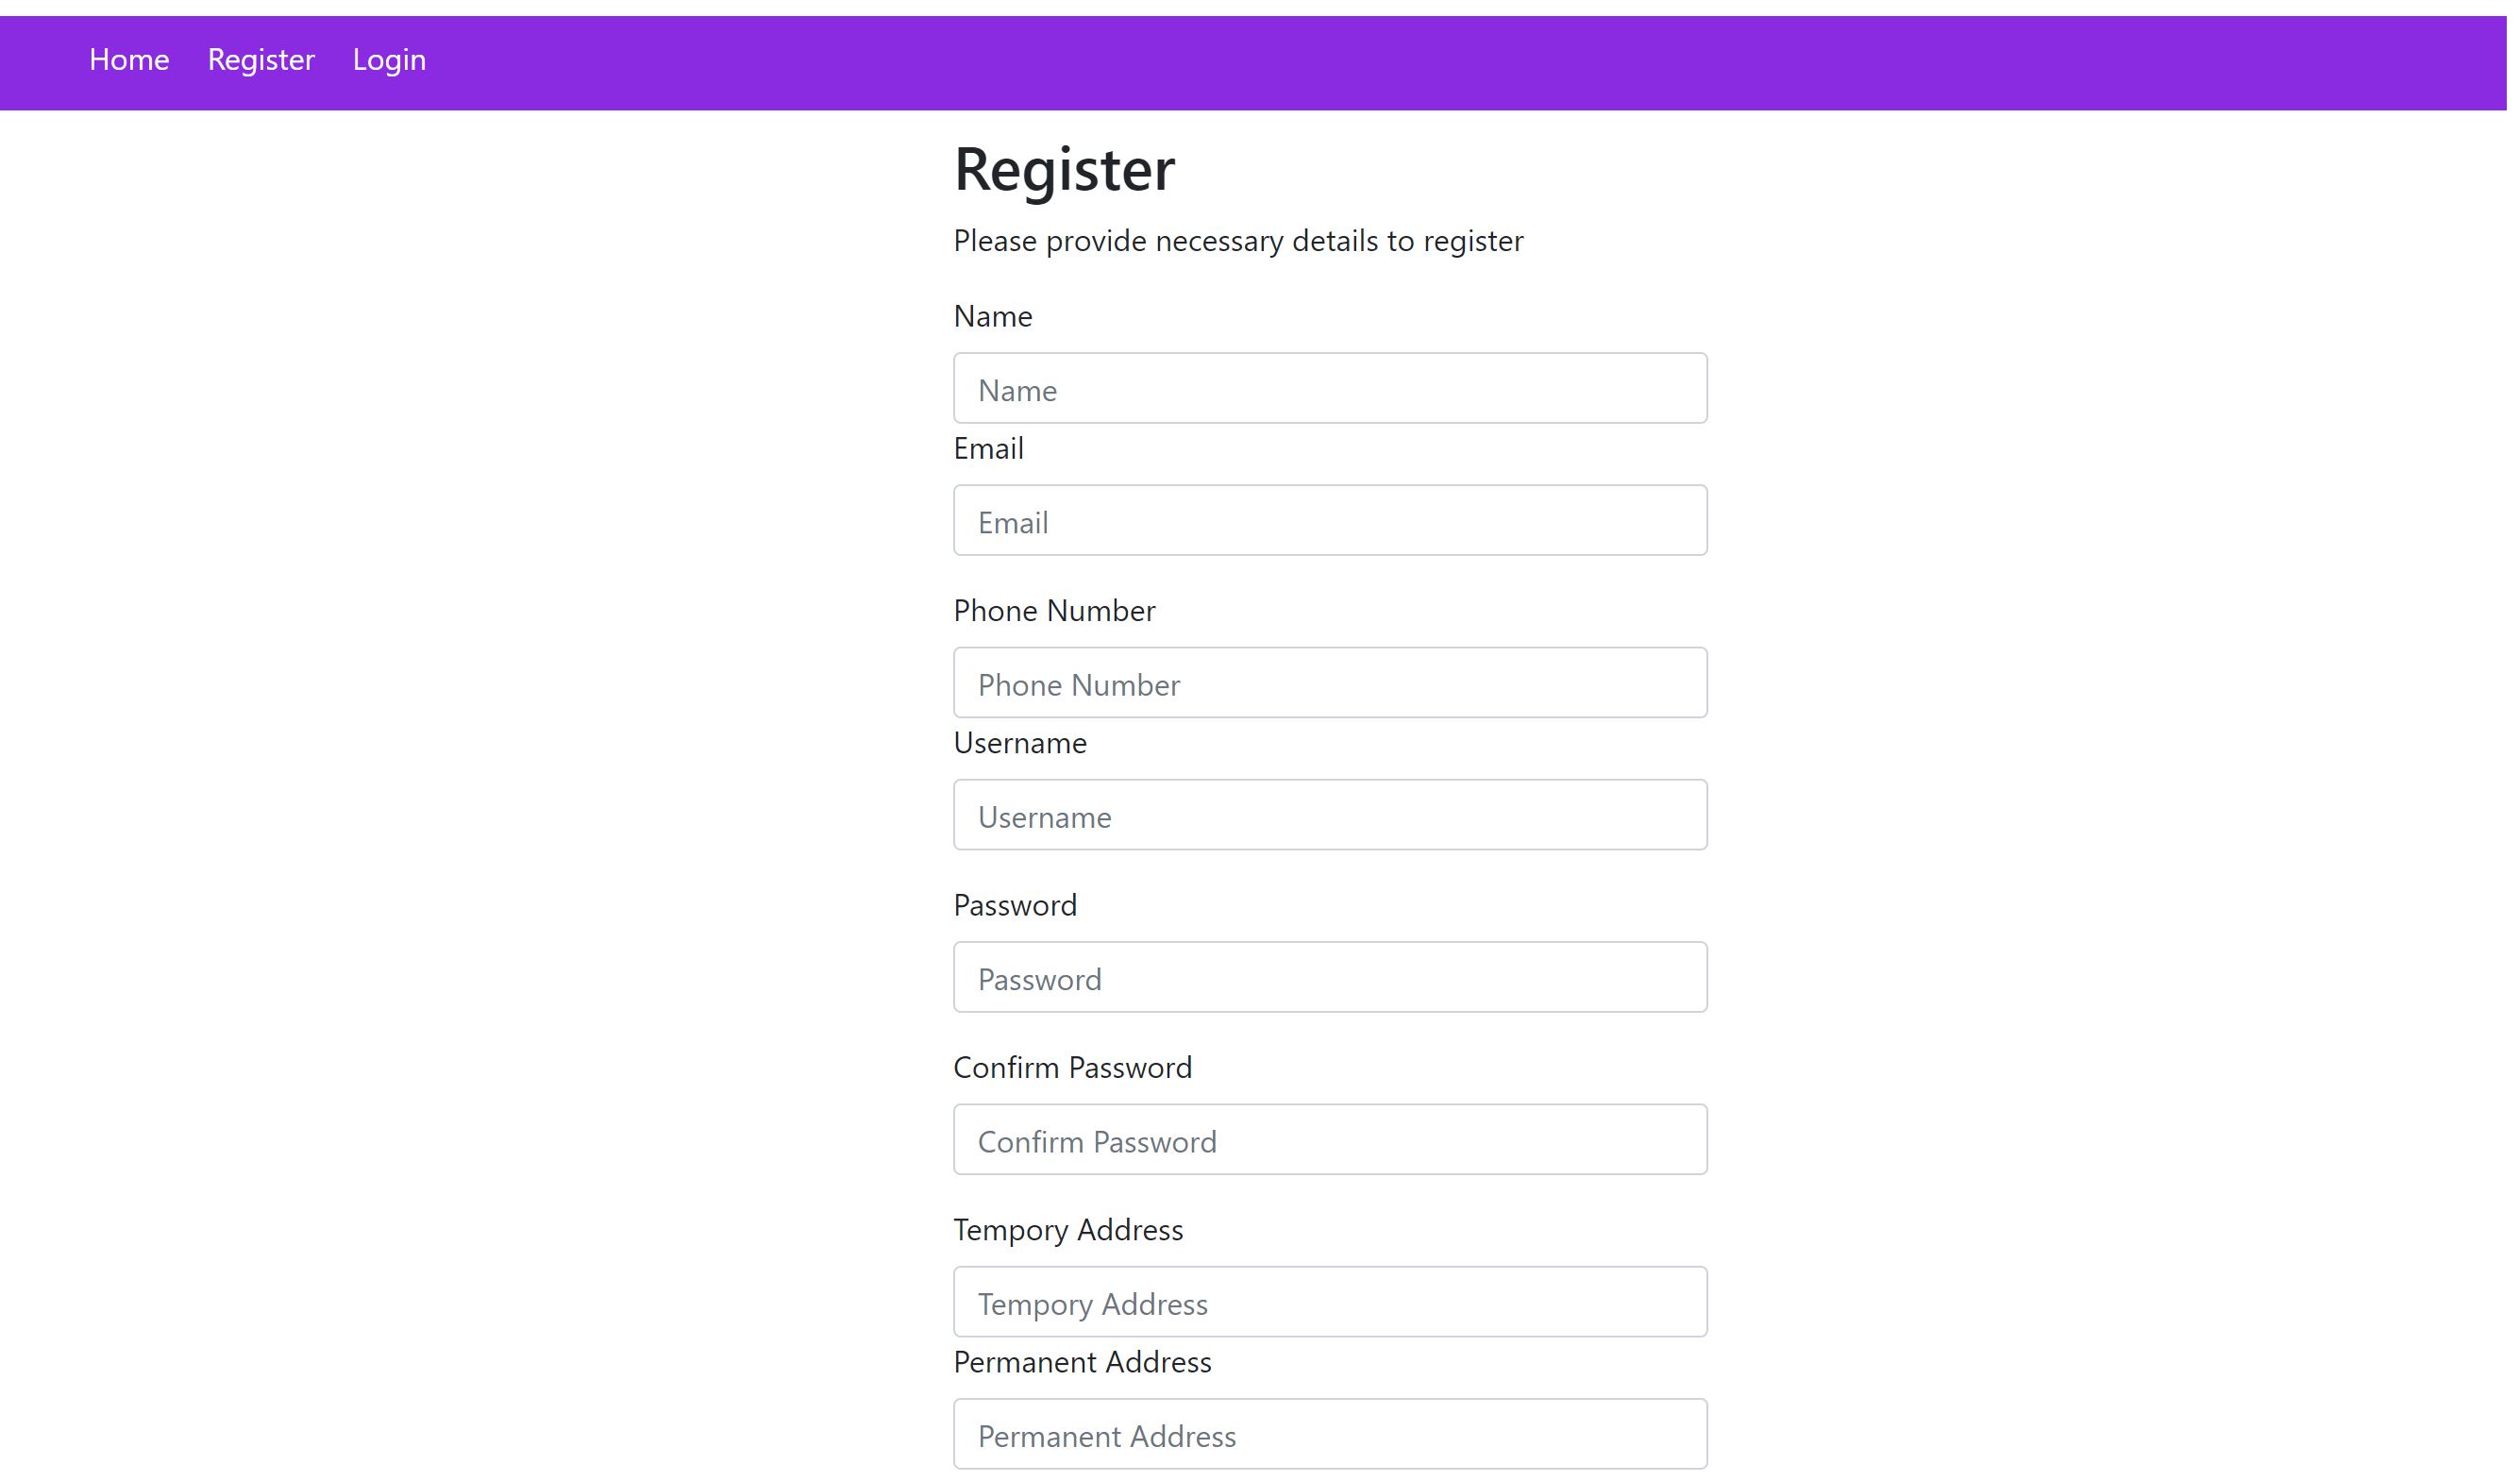 Home Register Login
Register
Please provide necessary details to register
Name
Name
Email
Email
Phone Number
Phone Number
Username
Username
Password
Password
Confirm Password
Confirm Password
Tempory Address
Tempory Address
Permanent Address
Permanent Address